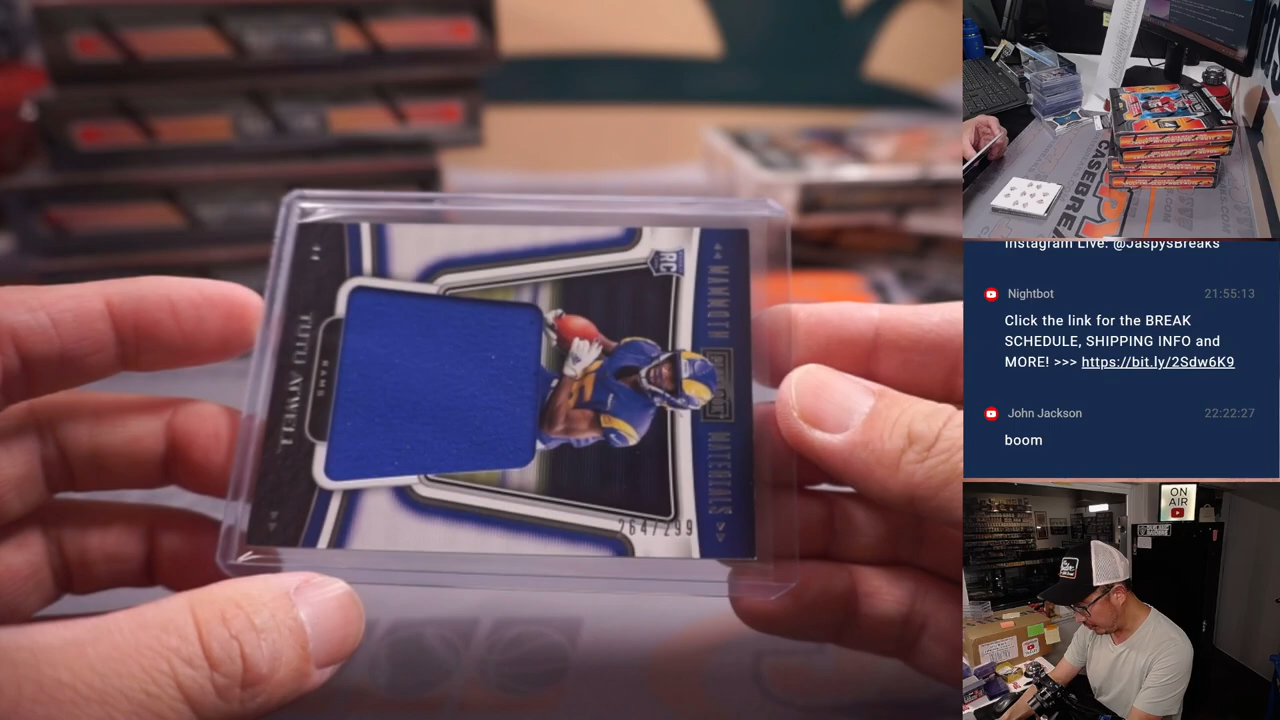 MAMMOTH
MATERIALS
RC
TUTU ATWELL
RAMS
264/299
CASEBREA
Instagram Live: @JaspysBreaks
Nightbot
21:55:13
Click the link for the BREAK
SCHEDULE, SHIPPING INFO and
MORE! >>> https://bit.ly/2Sdw6K9
John Jackson
22:22:27
boom
ON
AIR